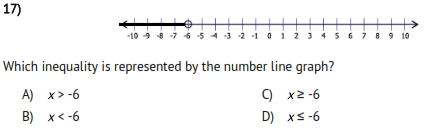 17)
-10 -9 -8 -7 -6 -5 -4 -3 -2 -1 0 1 2 3 4 5 6 7 8 9 10
Which inequality is represented by the number line graph?
A) x > -6 C) x ≥ -6
B) x < -6 D) x ≤ -6